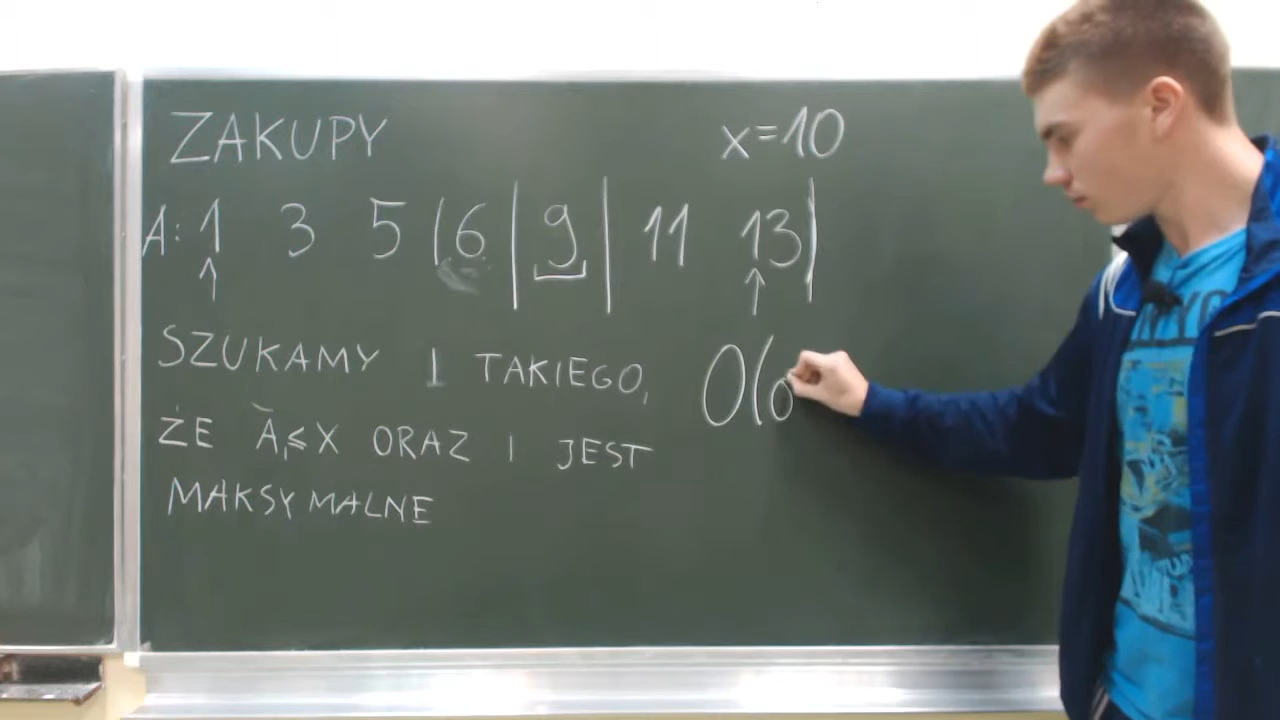 ZAKUPY x=10
A: 1 3 5 (6 | 9 | 11 13|
SZUKAMY I TAKIEGO, O(o
ŻE Aᵢ≤X ORAZ I JEST
MAKSYMALNE